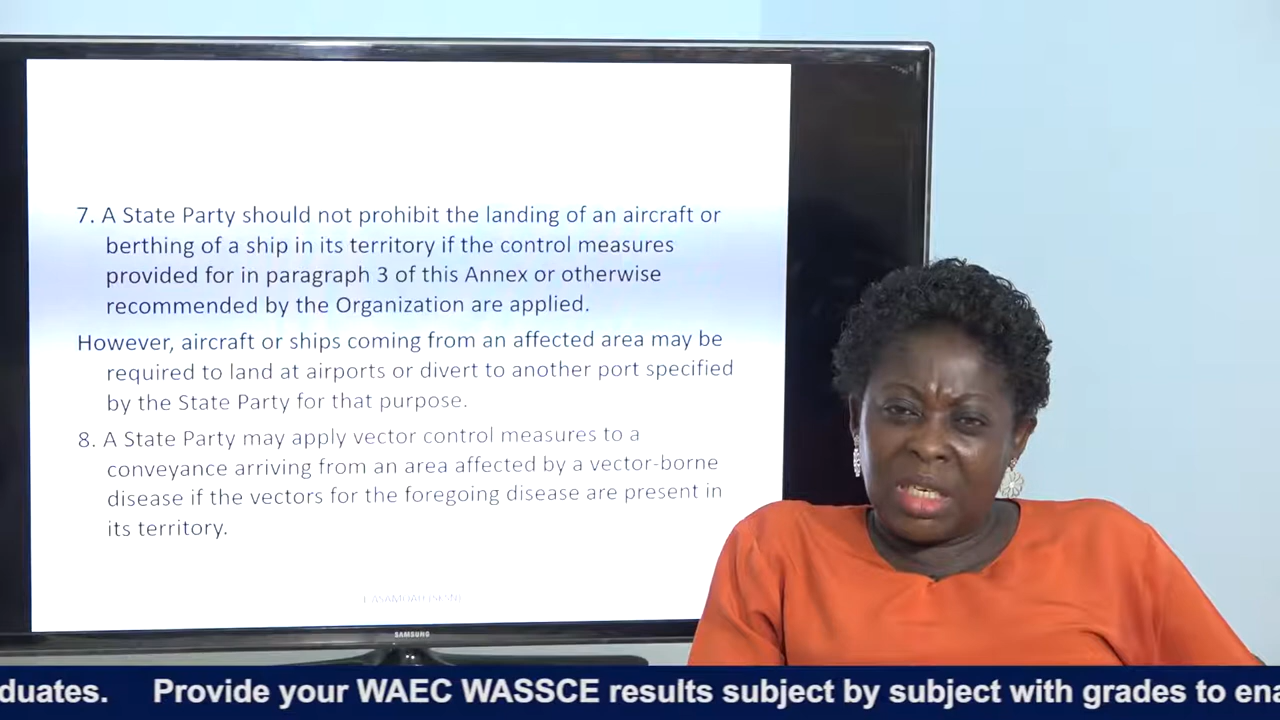 7. A State Party should not prohibit the landing of an aircraft or
berthing of a ship in its territory if the control measures
provided for in paragraph 3 of this Annex or otherwise
recommended by the Organization are applied.
However, aircraft or ships coming from an affected area may be
required to land at airports or divert to another port specified
by the State Party for that purpose.
8. A State Party may apply vector control measures to a
conveyance arriving from an area affected by a vector-borne
disease if the vectors for the foregoing disease are present in
its territory.
SAMSUNG
duates. Provide your WAEC WASSCE results subject by subject with grades to ena